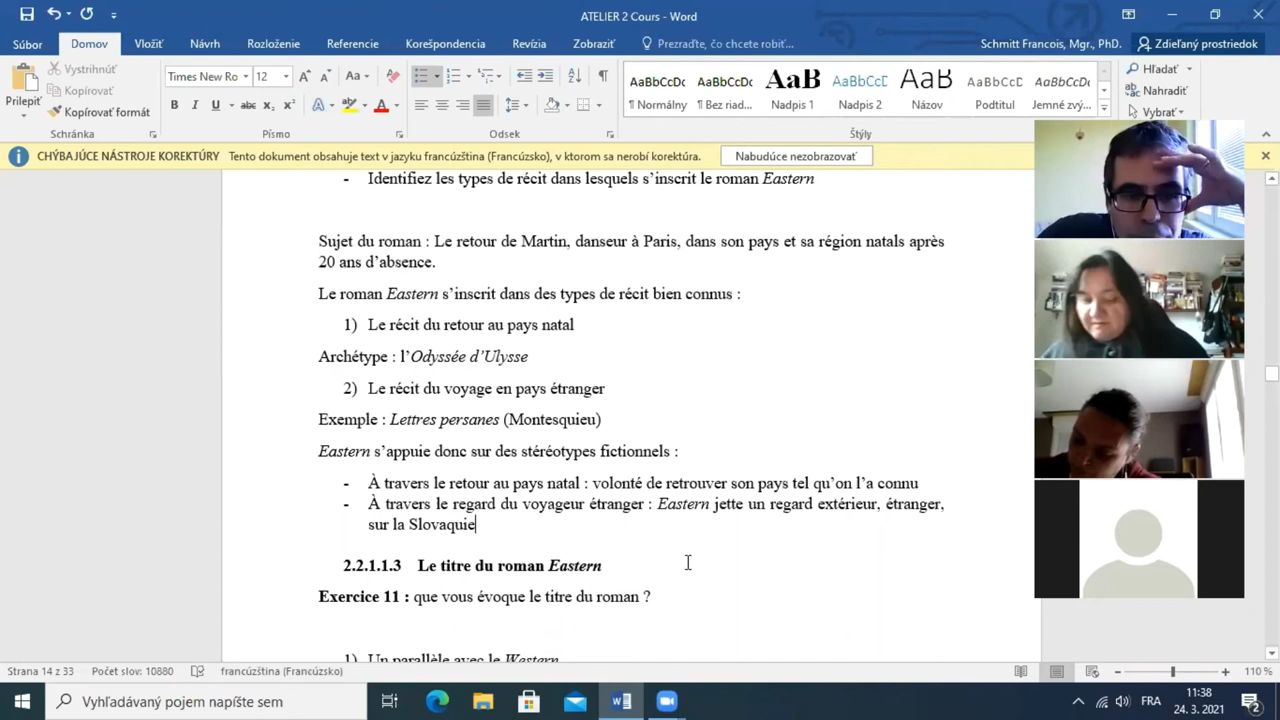 ATELIER 2 Cours - Word
Súbor Domov Vložiť Návrh Rozloženie Referencie Korešpondencia Revízia Zobraziť Prezraďte, čo chcete robiť... Schmitt Francois, Mgr., PhD. Zdieľaný prostriedok
Prilepiť
Vystrihnúť
Kopírovať
Kopírovať formát
Schránka
Times New Ro 12
Písmo
Odsek
AaBbCcDc AaBbCcDc AaB AaBbCcD AaB AaBbCcD AaBbCcDc
¶ Normálny ¶ Bez riad... Nadpis 1 Nadpis 2 Názov Podtitul Jemné zvý...
Štýly
Hľadať
Nahradiť
Vybrať
CHÝBAJÚCE NÁSTROJE KOREKTÚRY Tento dokument obsahuje text v jazyku francúzština (Francúzsko), v ktorom sa nerobí korektúra. Nabudúce nezobrazovať
- Identifiez les types de récit dans lesquels s’inscrit le roman Eastern
Sujet du roman : Le retour de Martin, danseur à Paris, dans son pays et sa région natals après
20 ans d’absence.
Le roman Eastern s’inscrit dans des types de récit bien connus :
1) Le récit du retour au pays natal
Archétype : l’Odyssée d’Ulysse
2) Le récit du voyage en pays étranger
Exemple : Lettres persanes (Montesquieu)
Eastern s’appuie donc sur des stéréotypes fictionnels :
- À travers le retour au pays natal : volonté de retrouver son pays tel qu’on l’a connu
- À travers le regard du voyageur étranger : Eastern jette un regard extérieur, étranger,
sur la Slovaquie
2.2.1.1.3 Le titre du roman Eastern
Exercice 11 : que vous évoque le titre du roman ?
1) Un parallèle avec le Western
Strana 14 z 33 Počet slov: 10880 francúzština (Francúzsko) 110 %
Vyhľadávaný pojem napíšte sem
FRA
11:38
24. 3. 2021
2